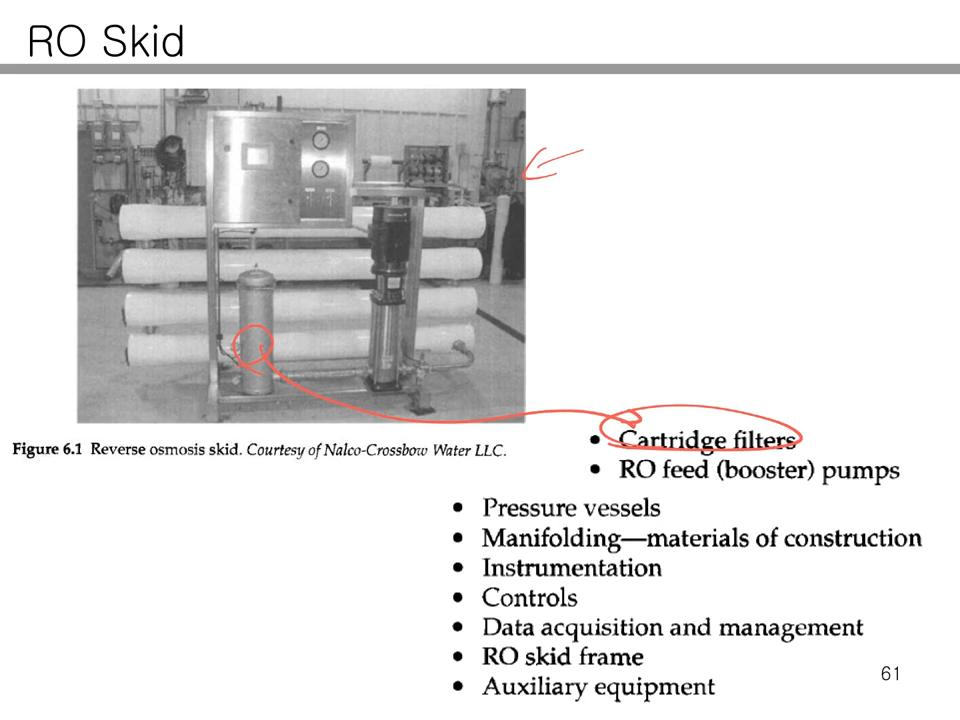 RO Skid
Figure 6.1 Reverse osmosis skid. Courtesy of Nalco-Crossbow Water LLC.
• Cartridge filters
• RO feed (booster) pumps
• Pressure vessels
• Manifolding—materials of construction
• Instrumentation
• Controls
• Data acquisition and management
• RO skid frame
• Auxiliary equipment
61